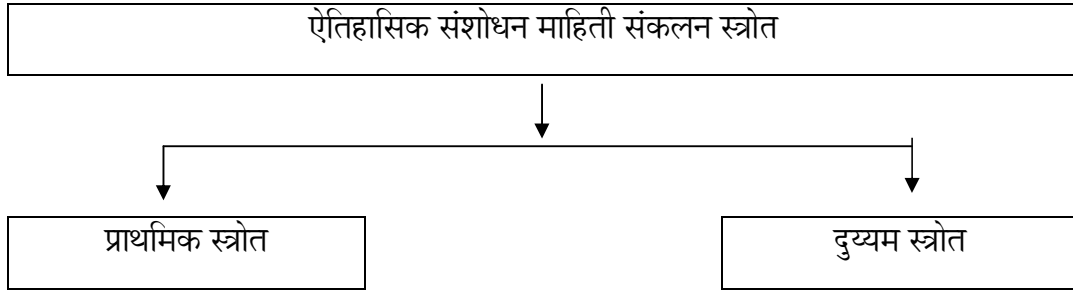 ऐतिहासिक संशोधन माहिती संकलन स्त्रोत
प्राथमिक स्त्रोत
दुय्यम स्त्रोत